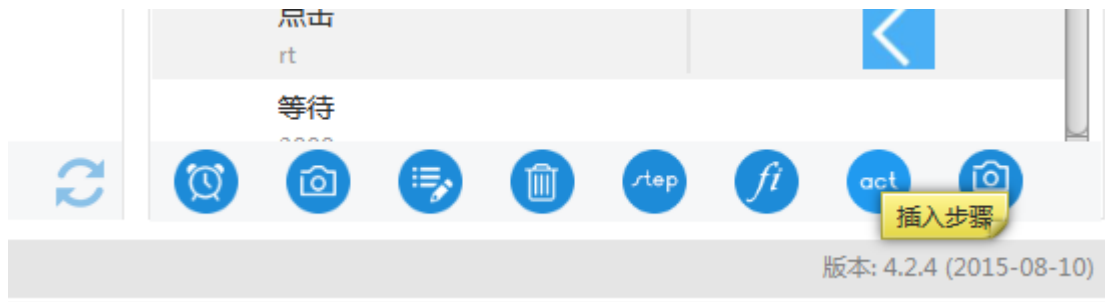 点击
rt
等待
step
fi
act
插入步骤
版本: 4.2.4 (2015-08-10)